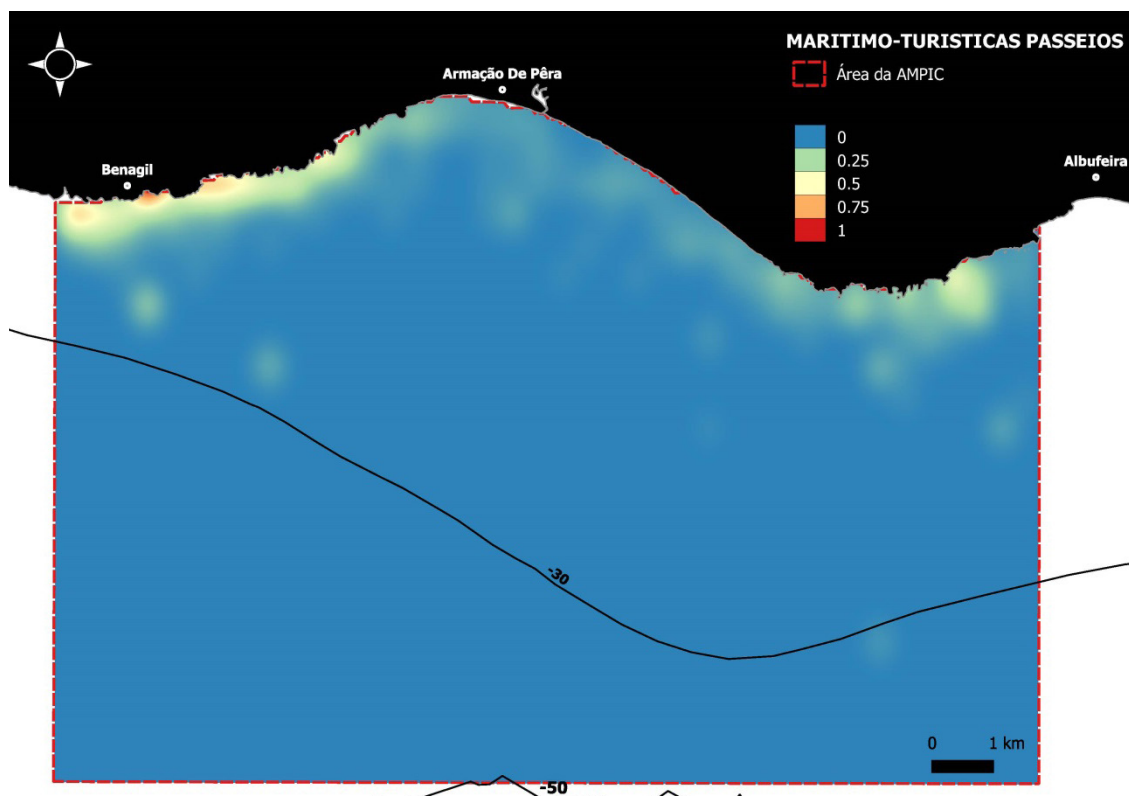 MARITIMO-TURISTICAS PASSEIOS
Área da AMPIC
Armação De Pêra
0
0.25
0.5
0.75
1
Benagil
Albufeira
-30
0 1 km
-50